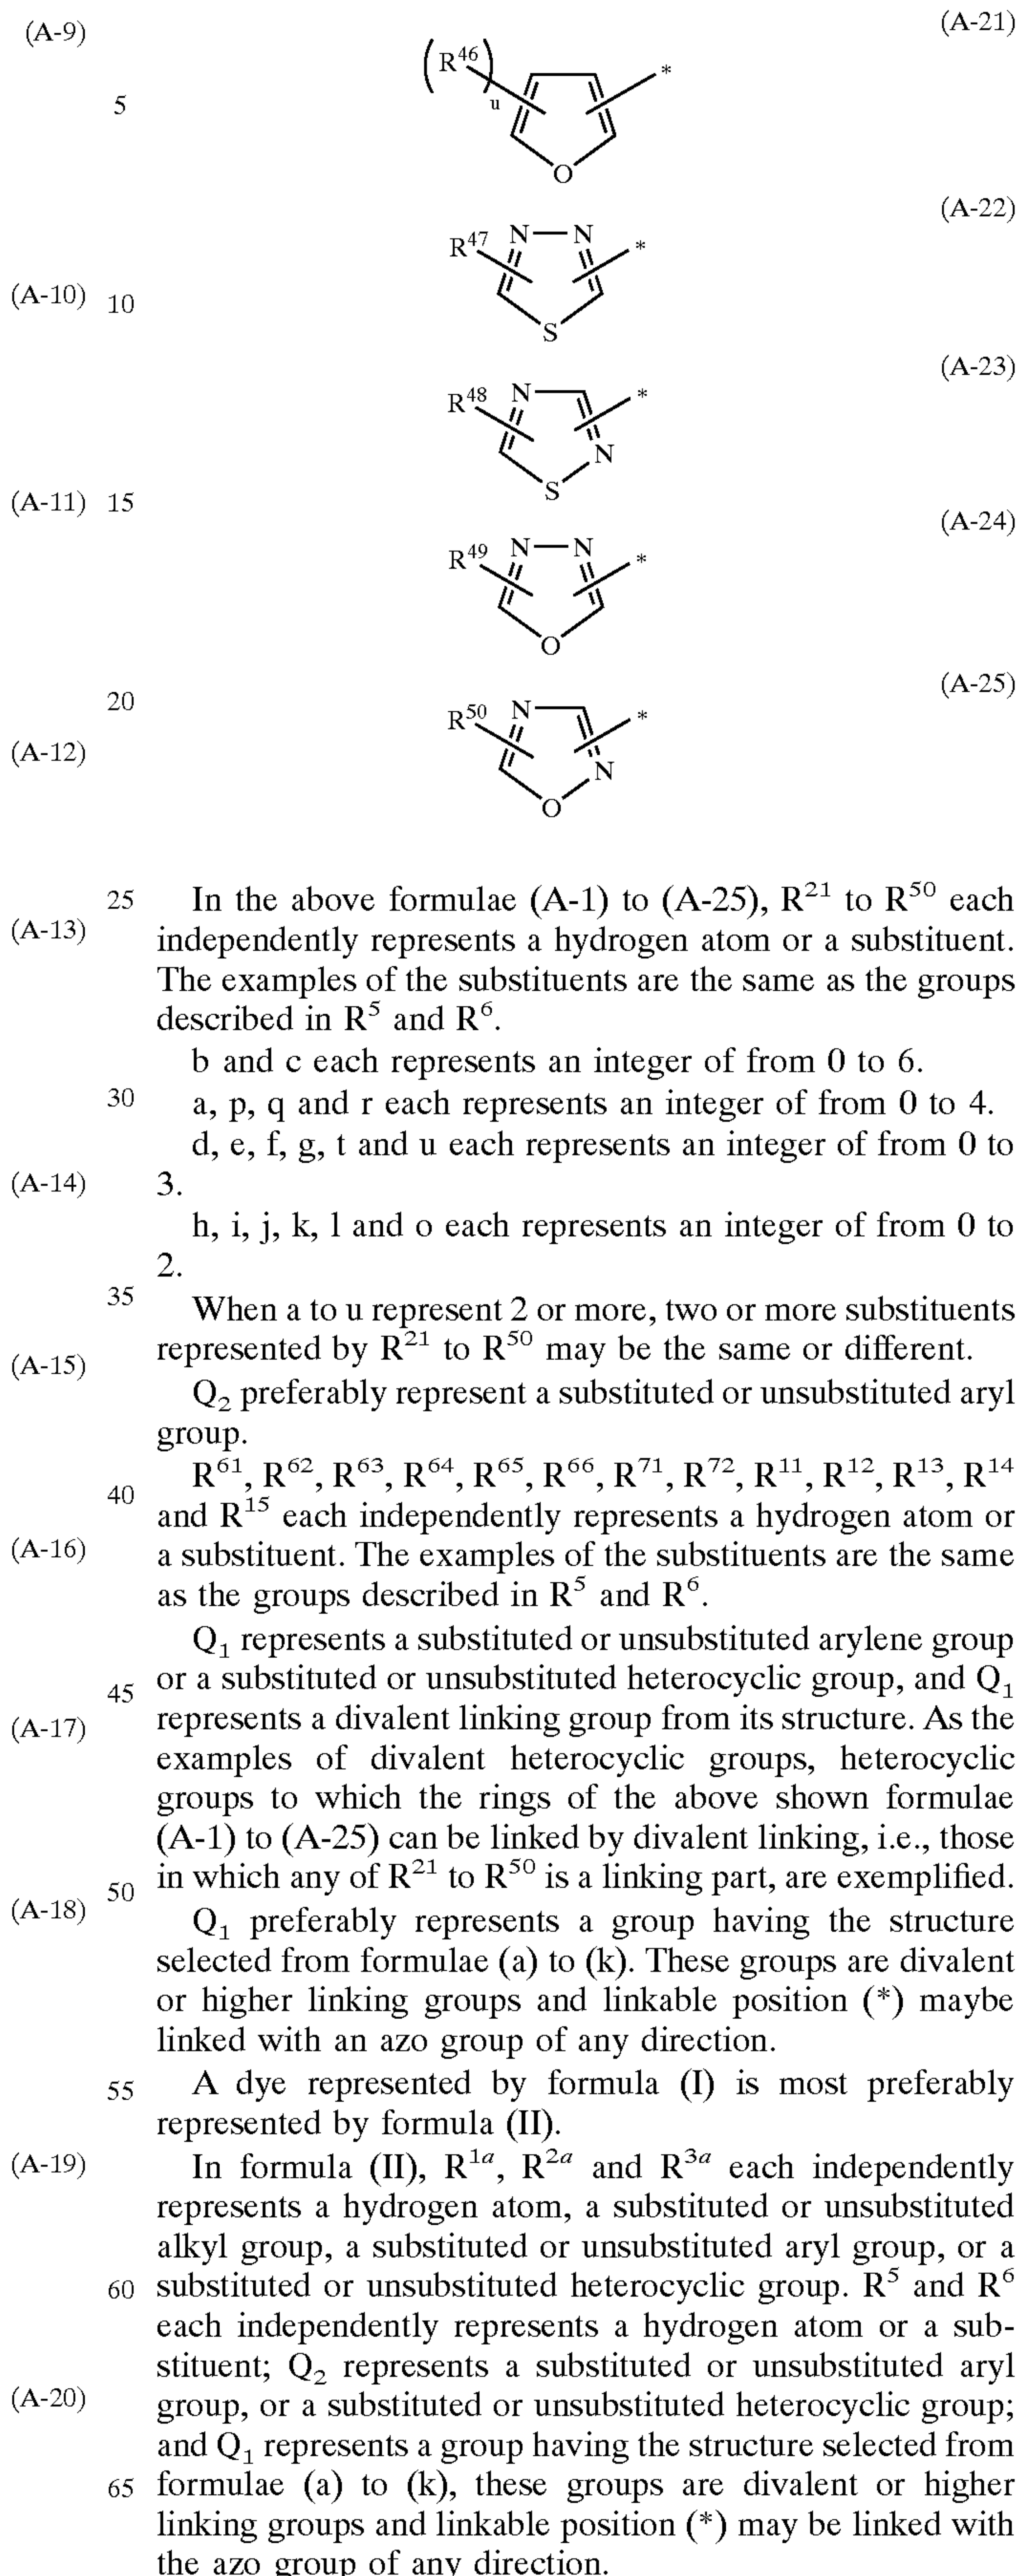 (A-9)
(A-10)
(A-11)
(A-12)
(A-13)
(A-14)
(A-15)
(A-16)
(A-17)
(A-18)
(A-19)
(A-20)
5
10
15
20
25
30
35
40
45
50
55
60
65
(A-21)
(R⁴⁶)u *
O
(A-22)
R⁴⁷ N N *
S
(A-23)
R⁴⁸ N *
N
S
(A-24)
R⁴⁹ N N *
O
(A-25)
R⁵⁰ N *
N
O
In the above formulae (A-1) to (A-25), R²¹ to R⁵⁰ each
independently represents a hydrogen atom or a substituent.
The examples of the substituents are the same as the groups
described in R⁵ and R⁶.
b and c each represents an integer of from 0 to 6.
a, p, q and r each represents an integer of from 0 to 4.
d, e, f, g, t and u each represents an integer of from 0 to
3.
h, i, j, k, l and o each represents an integer of from 0 to
2.
When a to u represent 2 or more, two or more substituents
represented by R²¹ to R⁵⁰ may be the same or different.
Q₂ preferably represent a substituted or unsubstituted aryl
group.
R⁶¹, R⁶², R⁶³, R⁶⁴, R⁶⁵, R⁶⁶, R⁷¹, R⁷², R¹¹, R¹², R¹³, R¹⁴
and R¹⁵ each independently represents a hydrogen atom or
a substituent. The examples of the substituents are the same
as the groups described in R⁵ and R⁶.
Q₁ represents a substituted or unsubstituted arylene group
or a substituted or unsubstituted heterocyclic group, and Q₁
represents a divalent linking group from its structure. As the
examples of divalent heterocyclic groups, heterocyclic
groups to which the rings of the above shown formulae
(A-1) to (A-25) can be linked by divalent linking, i.e., those
in which any of R²¹ to R⁵⁰ is a linking part, are exemplified.
Q₁ preferably represents a group having the structure
selected from formulae (a) to (k). These groups are divalent
or higher linking groups and linkable position (*) maybe
linked with an azo group of any direction.
A dye represented by formula (I) is most preferably
represented by formula (II).
In formula (II), R¹ᵃ, R²ᵃ and R³ᵃ each independently
represents a hydrogen atom, a substituted or unsubstituted
alkyl group, a substituted or unsubstituted aryl group, or a
substituted or unsubstituted heterocyclic group. R⁵ and R⁶
each independently represents a hydrogen atom or a sub-
stituent; Q₂ represents a substituted or unsubstituted aryl
group, or a substituted or unsubstituted heterocyclic group;
and Q₁ represents a group having the structure selected from
formulae (a) to (k), these groups are divalent or higher
linking groups and linkable position (*) may be linked with
the azo group of any direction.